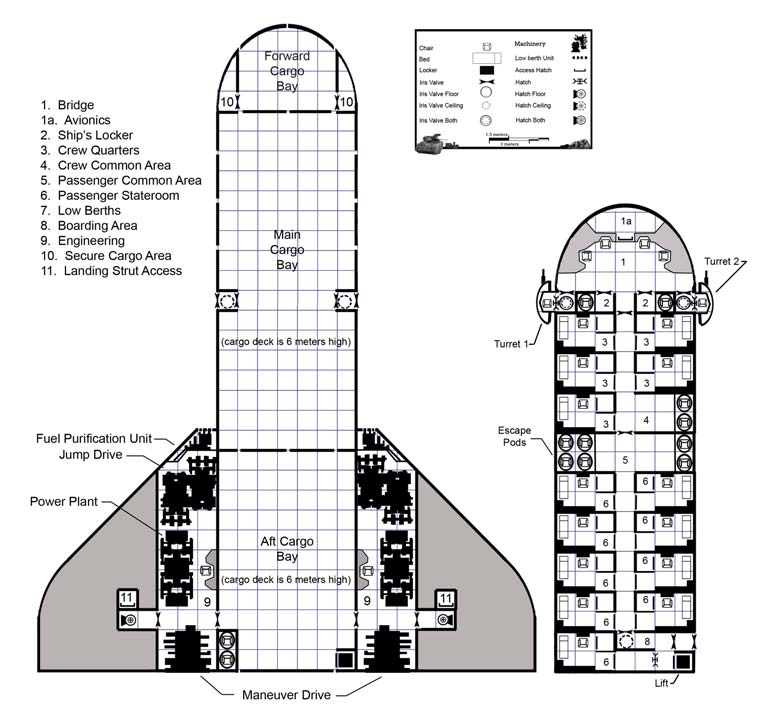 Forward
Cargo
Bay
10
10
1. Bridge
1a. Avionics
2. Ship's Locker
3. Crew Quarters
4. Crew Common Area
5. Passenger Common Area
6. Passenger Stateroom
7. Low Berths
8. Boarding Area
9. Engineering
10. Secure Cargo Area
11. Landing Strut Access
Main
Cargo
Bay
(cargo deck is 6 meters high)
Fuel Purification Unit
Jump Drive
Power Plant
Aft Cargo
Bay
(cargo deck is 6 meters high)
11
9
9
11
Maneuver Drive
Chair
Machinery
Bed
Low berth Unit
Locker
Access Hatch
Iris Valve
Hatch
Iris Valve Floor
Hatch Floor
Iris Valve Ceiling
Hatch Ceiling
Iris Valve Both
Hatch Both
1.5 meters
3 meters
1a
1
Turret 2
2
2
Turret 1
3
3
3
3
3
4
Escape
Pods
5
6
6
6
6
6
6
6
6
8
6
Lift